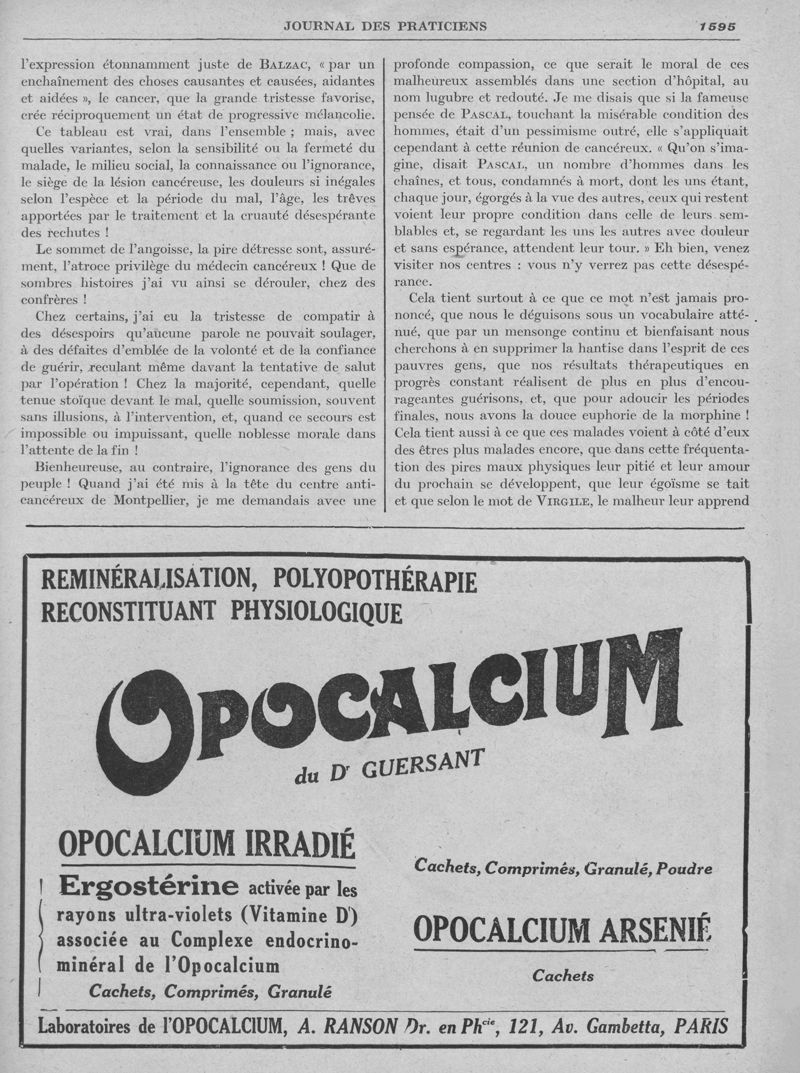 JOURNAL DES PRATICIENS
1595
l'expression étonnamment juste de BALZAC, « par un
enchaînement des choses causantes et causées, aidantes
et aidées », le cancer, que la grande tristesse favorise,
crée réciproquement un état de progressive mélancolie.
Ce tableau est vrai, dans l'ensemble ; mais, avec
quelles variantes, selon la sensibilité ou la fermeté du
malade, le milieu social, la connaissance ou l'ignorance,
le siège de la lésion cancéreuse, les douleurs si inégales
selon l'espèce et la période du mal, l'âge, les trêves
apportées par le traitement et la cruauté désespérante
des rechutes !
Le sommet de l'angoisse, la pire détresse sont, assuré-
ment, l'atroce privilège du médecin cancéreux ! Que de
sombres histoires j'ai vu ainsi se dérouler, chez des
confrères !
Chez certains, j'ai eu la tristesse de compatir à
des désespoirs qu'aucune parole ne pouvait soulager,
à des défaites d'emblée de la volonté et de la confiance
de guérir, reculant même davant la tentative de salut
par l'opération ! Chez la majorité, cependant, quelle
tenue stoïque devant le mal, quelle soumission, souvent
sans illusions, à l'intervention, et, quand ce secours est
impossible ou impuissant, quelle noblesse morale dans
l'attente de la fin !
Bienheureuse, au contraire, l'ignorance des gens du
peuple ! Quand j'ai été mis à la tête du centre anti-
cancéreux de Montpellier, je me demandais avec une
profonde compassion, ce que serait le moral de ces
malheureux assemblés dans une section d'hôpital, au
nom lugubre et redouté. Je me disais que si la fameuse
pensée de PASCAL, touchant la misérable condition des
hommes, était d'un pessimisme outré, elle s'appliquait
cependant à cette réunion de cancéreux. « Qu'on s'ima-
gine, disait PASCAL, un nombre d'hommes dans les
chaînes, et tous, condamnés à mort, dont les uns étant,
chaque jour, égorgés à la vue des autres, ceux qui restent
voient leur propre condition dans celle de leurs sem-
blables et, se regardant les uns les autres avec douleur
et sans espérance, attendent leur tour. » Eh bien, venez
visiter nos centres : vous n'y verrez pas cette désespé-
rance.
Cela tient surtout à ce que ce mot n'est jamais pro-
noncé, que nous le déguisons sous un vocabulaire atté-
nué, que par un mensonge continu et bienfaisant nous
cherchons à en supprimer la hantise dans l'esprit de ces
pauvres gens, que nos résultats thérapeutiques en
progrès constant réalisent de plus en plus d'encou-
rageantes guérisons, et, que pour adoucir les périodes
finales, nous avons la douce euphorie de la morphine !
Cela tient aussi à ce que ces malades voient à côté d'eux
des êtres plus malades encore, que dans cette fréquenta-
tion des pires maux physiques leur pitié et leur amour
du prochain se développent, que leur égoïsme se tait
et que selon le mot de VIRGILE, le malheur leur apprend
REMINÉRALISATION, POLYOPOTHÉRAPIE
RECONSTITUANT PHYSIOLOGIQUE
OPOCALCIUM
du Dr GUERSANT
OPOCALCIUM IRRADIÉ
Ergostérine activée par les
rayons ultra-violets (Vitamine D)
associée au Complexe endocrino-
minéral de l'Opocalcium
Cachets, Comprimés, Granulé
Cachets, Comprimés, Granulé, Poudre
OPOCALCIUM ARSENIÉ
Cachets
Laboratoires de l'OPOCALCIUM, A. RANSON Dr. en Phcie, 121, Av. Gambetta, PARIS